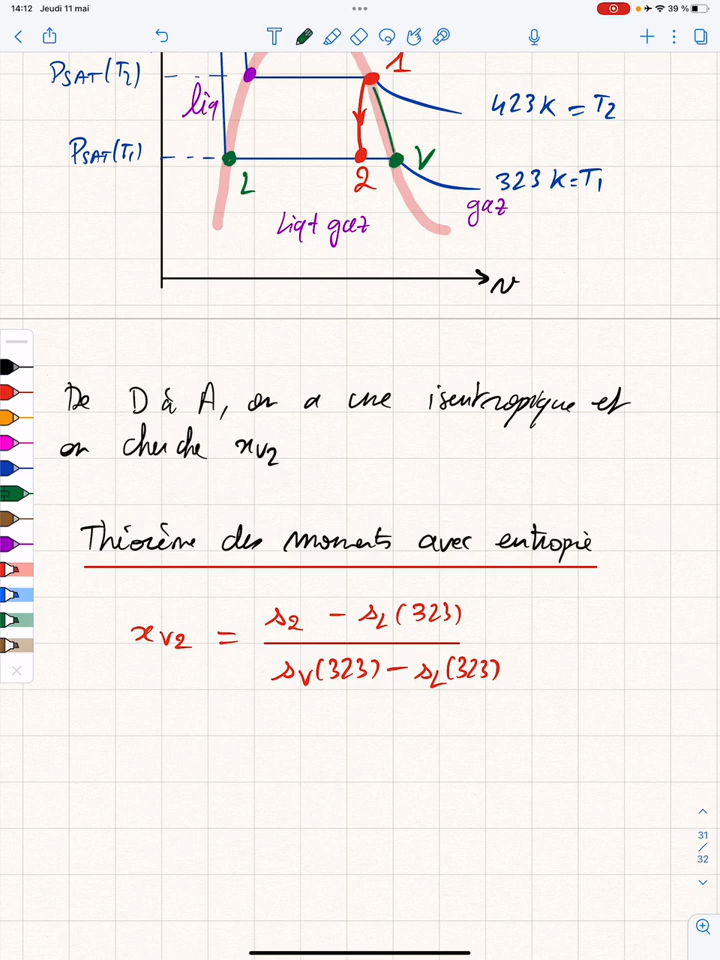 14:12 Jeudi 11 mai
39 %
PSAT(T2)
1
liq
423K = T2
PSAT(T1)
L
2
V
323 K = T1
gaz
Liq+ gaz
v
De D à A, on a une isentropique et
on cherche xV2
Théorème des moments avec entropie
xV2 = s2 - sL(323)
sV(323) - sL(323)
31
/
32